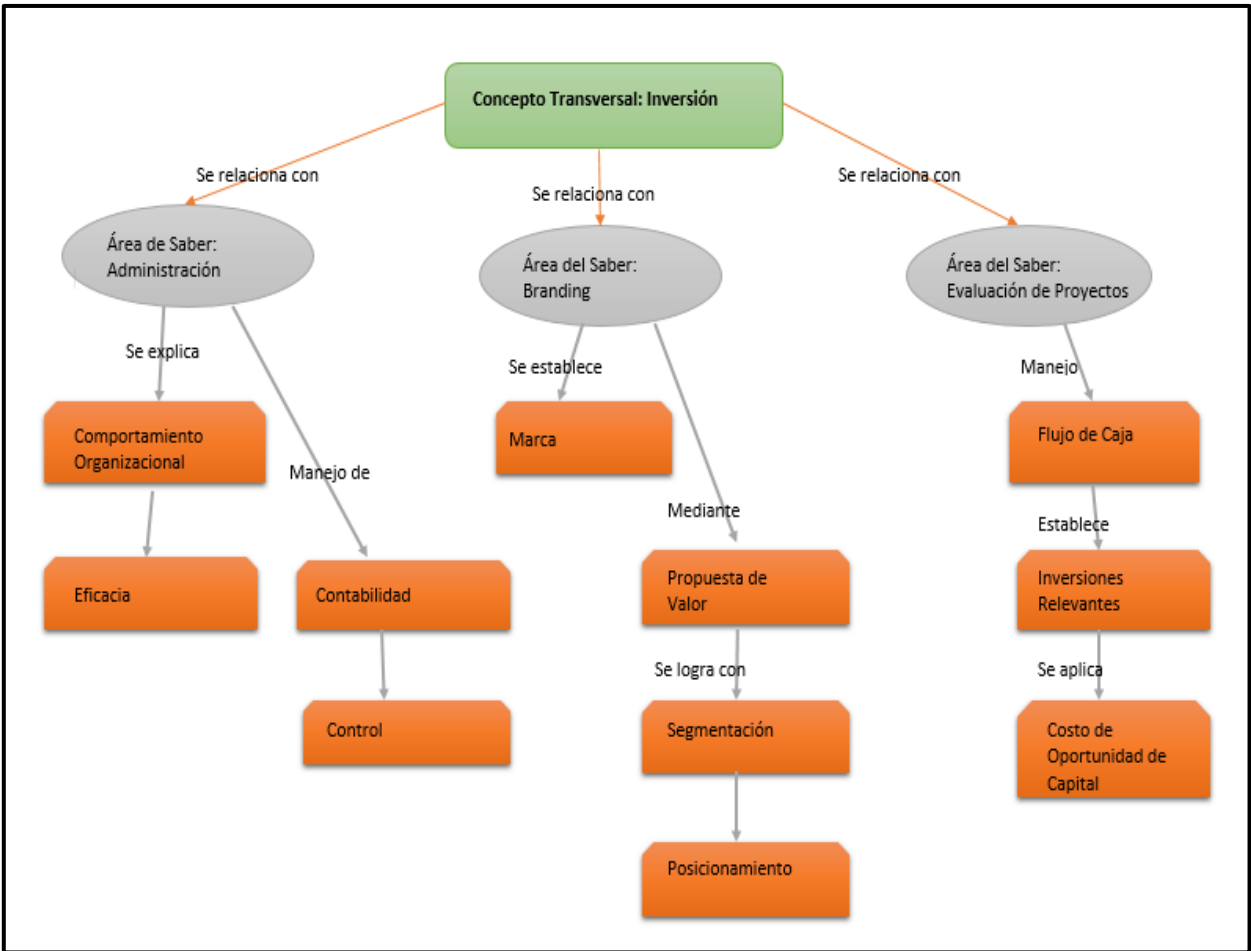 Concepto Transversal: Inversión
Se relaciona con
Se relaciona con
Se relaciona con
Área de Saber:
Administración
Área del Saber:
Branding
Área del Saber:
Evaluación de Proyectos
Se explica
Se establece
Manejo
Comportamiento
Organizacional
Marca
Flujo de Caja
Manejo de
Mediante
Establece
Eficacia
Contabilidad
Propuesta de
Valor
Inversiones
Relevantes
Se logra con
Se aplica
Control
Segmentación
Costo de
Oportunidad de
Capital
Posicionamiento